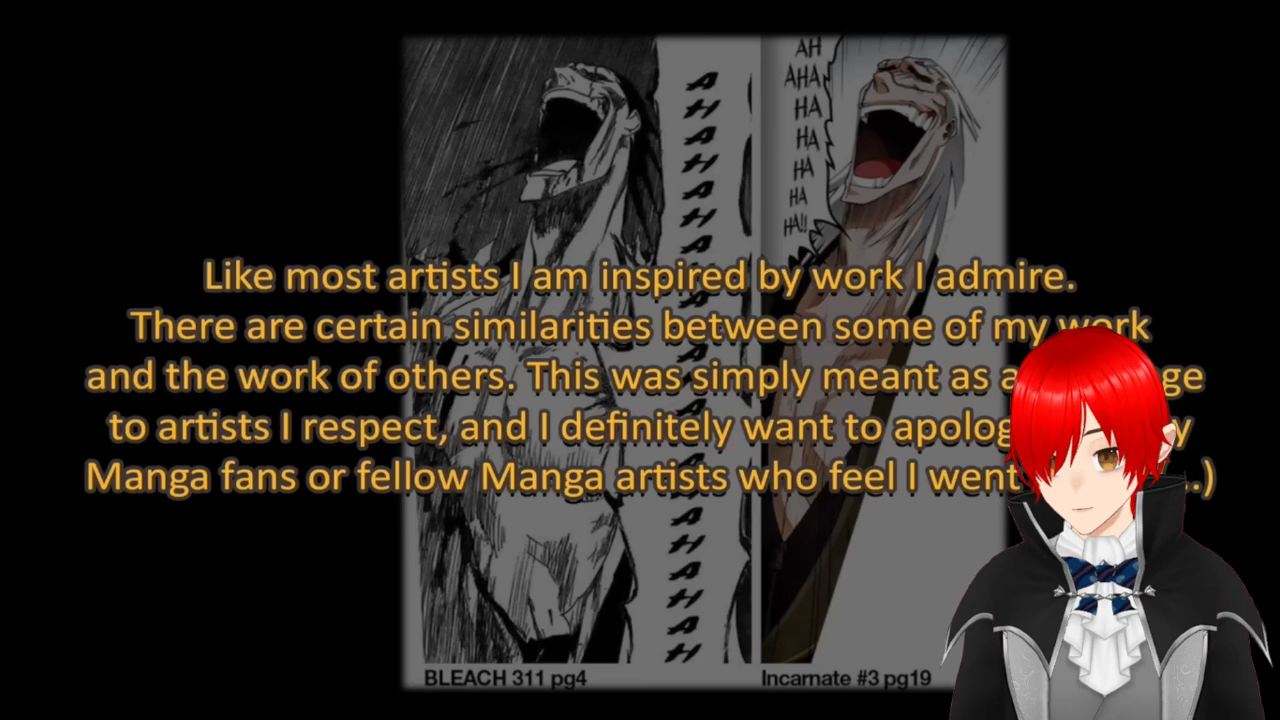 AH
AHA
HA
HA
HA
HA
HA!!
A
H
A
H
A
H
A
Like most artists I am inspired by work I admire.
There are certain similarities between some of my work
and the work of others. This was simply meant as a ge
to artists I respect, and I definitely want to apolog y
Manga fans or fellow Manga artists who feel I went ..)
A
H
A
H
BLEACH 311 pg4
Incarnate #3 pg19